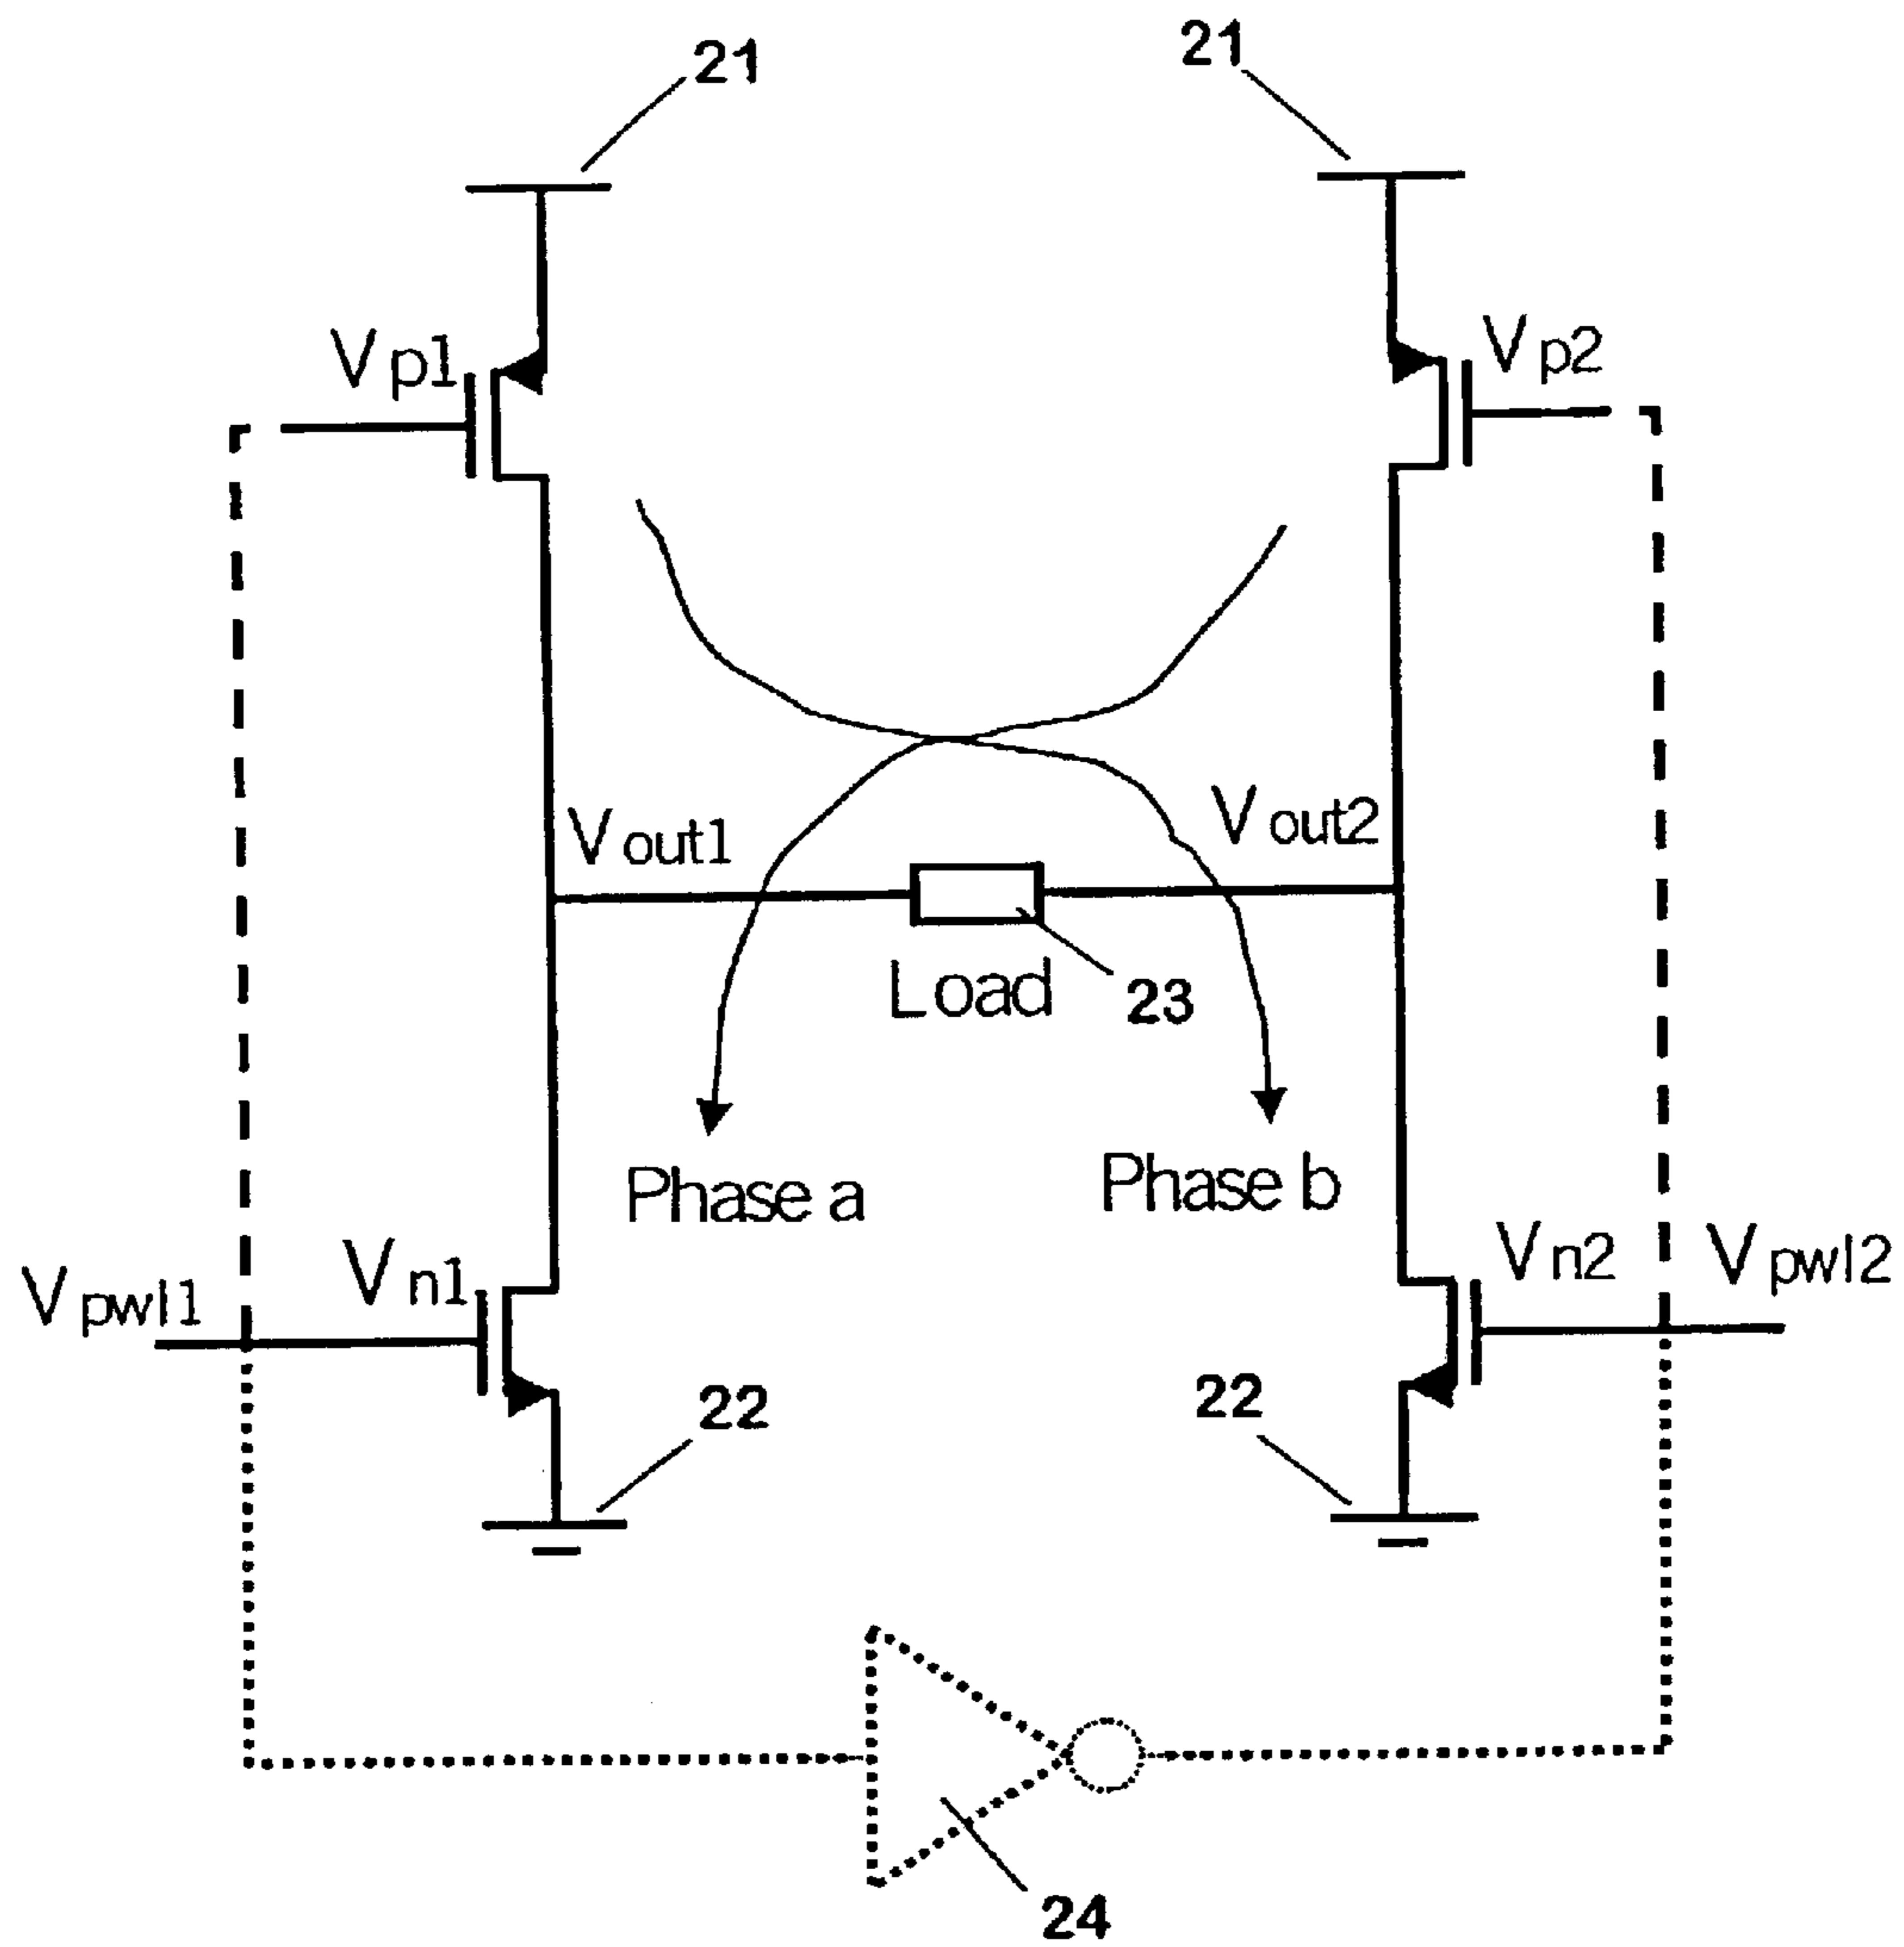 21
21
Vp1
Vp2
Vout1
Vout2
Load
23
Phase a
Phase b
Vpwl1
Vn1
Vn2
Vpwl2
22
22
24